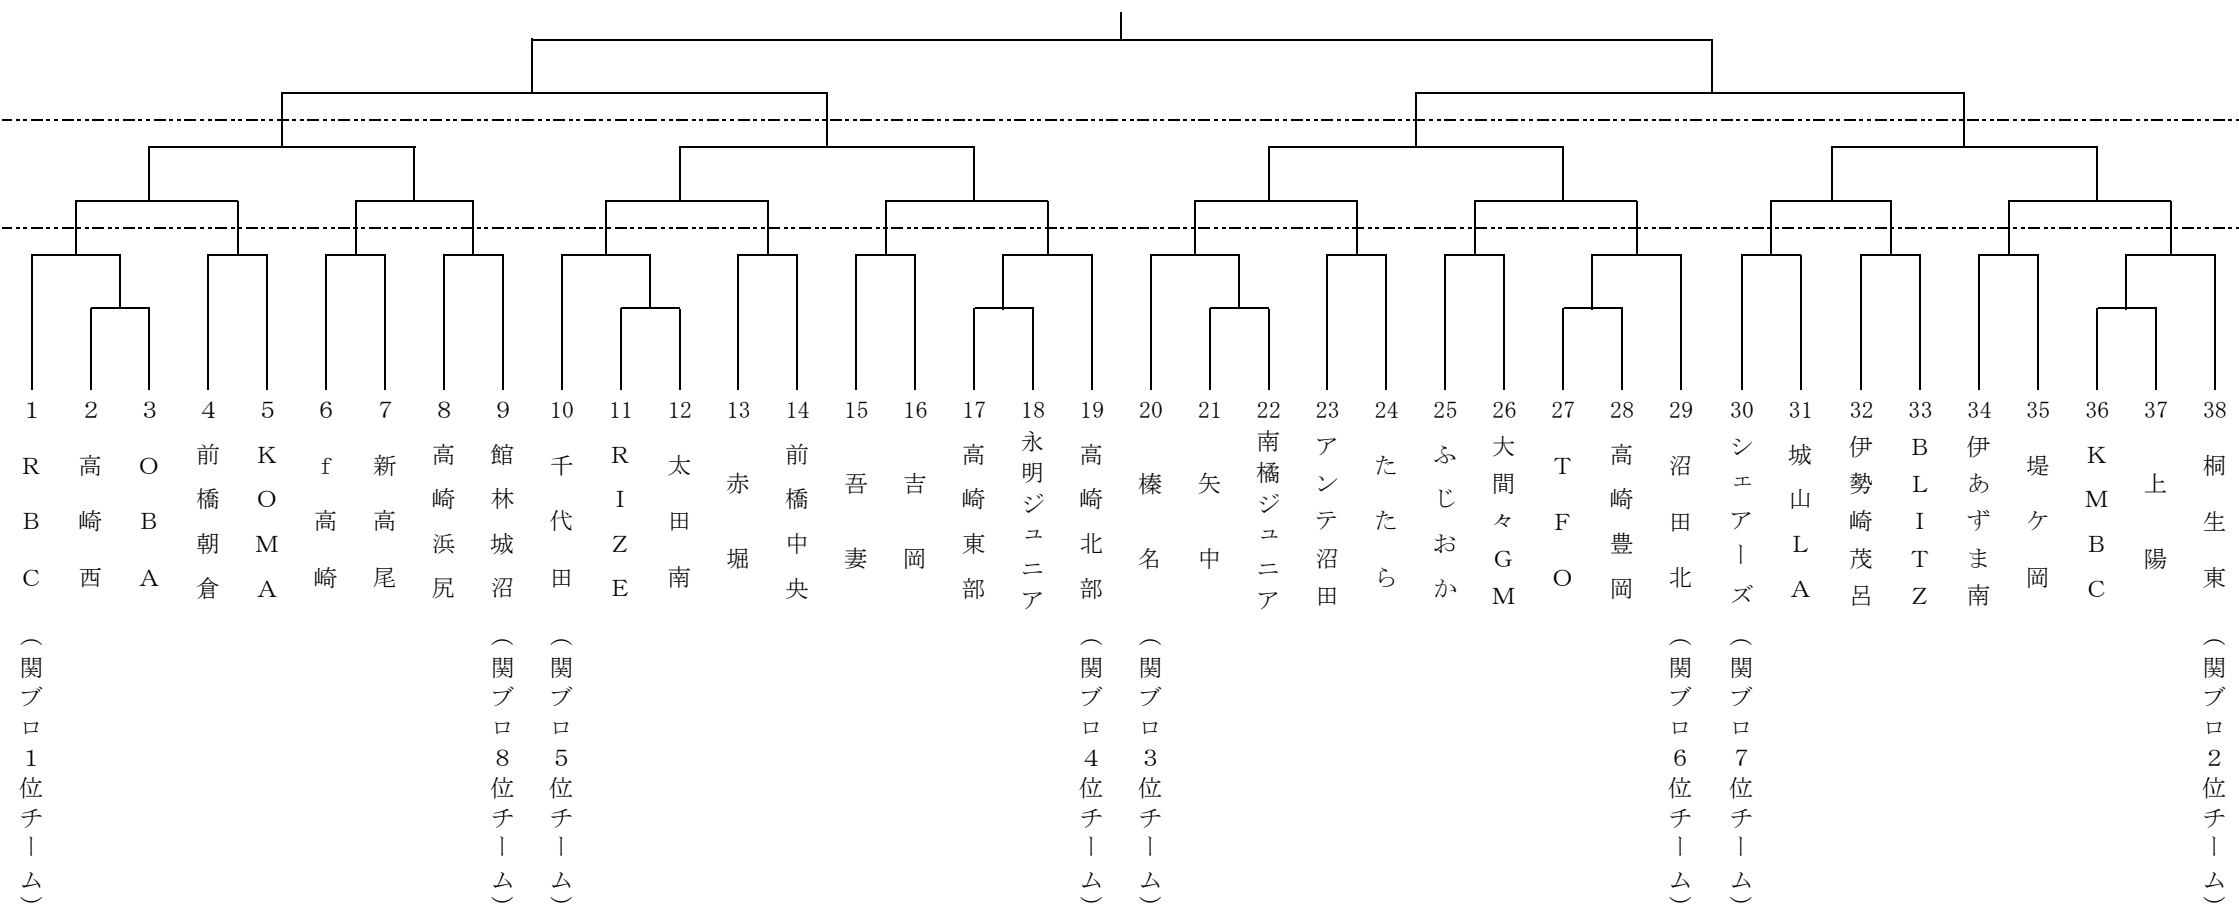 1 RBC (関ブロ1位チーム)
2 高崎西
3 OBA
4 前橋朝倉
5 KOMA
6 f高崎
7 新高尾
8 高崎浜尻
9 館林城沼 (関ブロ8位チーム)
10 千代田 (関ブロ5位チーム)
11 RIZE
12 太田南
13 赤堀
14 前橋中央
15 吾妻
16 吉岡
17 高崎東部
18 永明ジュニア
19 高崎北部 (関ブロ4位チーム)
20 榛名 (関ブロ3位チーム)
21 矢中
22 南橘ジュニア
23 アンテ沼田
24 たたら
25 ふじおか
26 大間々GM
27 TFO
28 高崎豊岡
29 沼田北 (関ブロ6位チーム)
30 シェアーズ (関ブロ7位チーム)
31 城山LA
32 伊勢崎茂呂
33 BLITZ
34 伊あずま南
35 堤ケ岡
36 KMBC
37 上陽
38 桐生東 (関ブロ2位チーム)